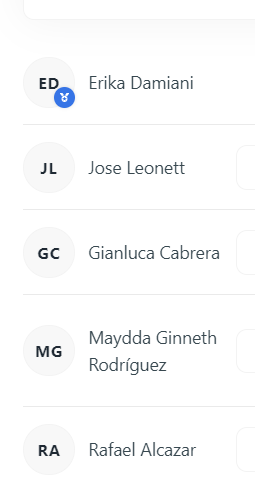 ED Erika Damiani
JL Jose Leonett
GC Gianluca Cabrera
MG Maydda Ginneth
Rodríguez
RA Rafael Alcazar